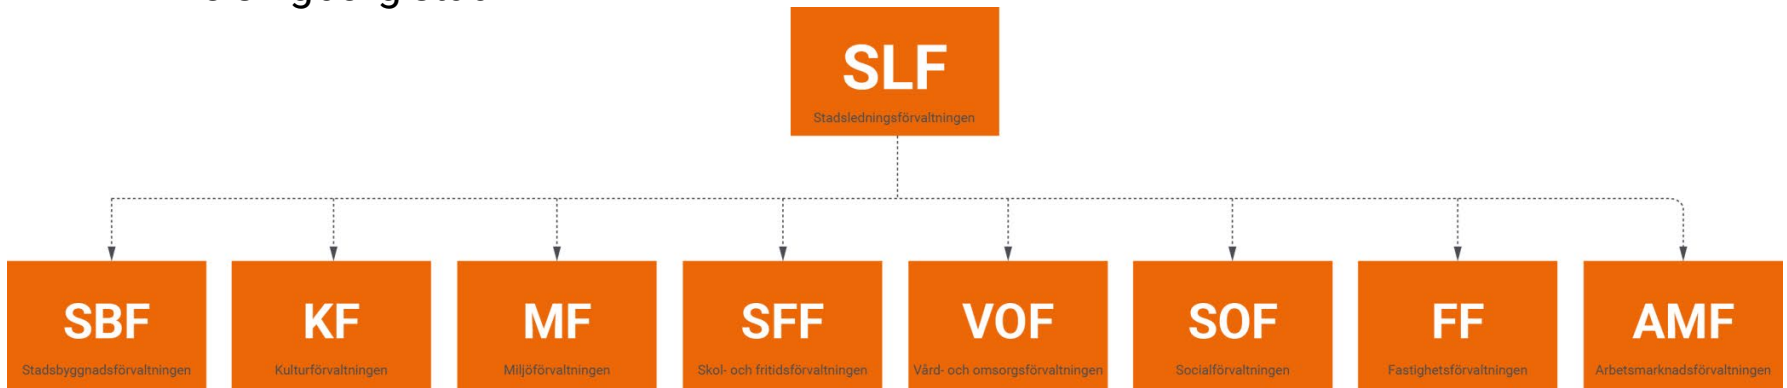 SLF
Stadsledningsförvaltningen
SBF
Stadsbyggnadsförvaltningen
KF
Kulturförvaltningen
MF
Miljöförvaltningen
SFF
Skol- och fritidsförvaltningen
VOF
Vård- och omsorgsförvaltningen
SOF
Socialförvaltningen
FF
Fastighetsförvaltningen
AMF
Arbetsmarknadsförvaltningen